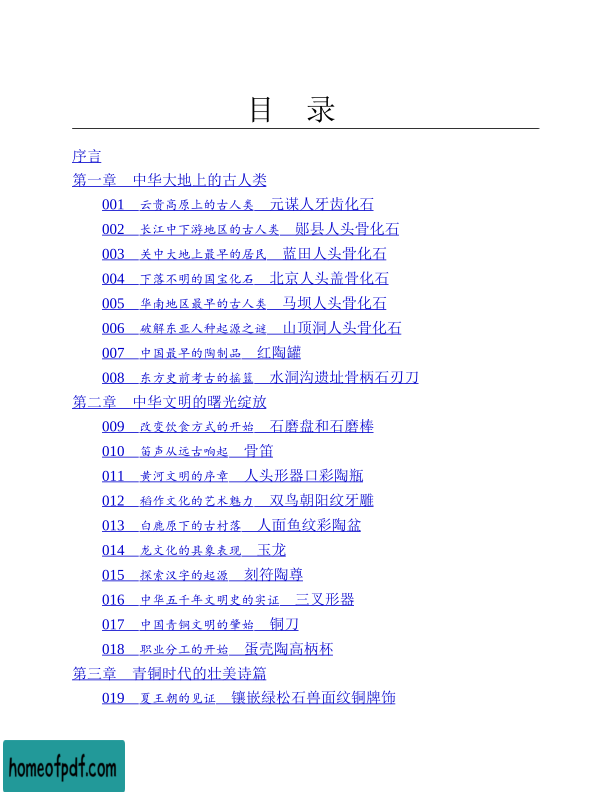 目 录
序言
第一章 中华大地上的古人类
001 云贵高原上的古人类 元谋人牙齿化石
002 长江中下游地区的古人类 郧县人头骨化石
003 关中大地上最早的居民 蓝田人头骨化石
004 下落不明的国宝化石 北京人头盖骨化石
005 华南地区最早的古人类 马坝人头骨化石
006 破解东亚人种起源之谜 山顶洞人头骨化石
007 中国最早的陶制品 红陶罐
008 东方史前考古的摇篮 水洞沟遗址骨柄石刃刀
第二章 中华文明的曙光绽放
009 改变饮食方式的开始 石磨盘和石磨棒
010 笛声从远古响起 骨笛
011 黄河文明的序章 人头形器口彩陶瓶
012 稻作文化的艺术魅力 双鸟朝阳纹牙雕
013 白鹿原下的古村落 人面鱼纹彩陶盆
014 龙文化的具象表现 玉龙
015 探索汉字的起源 刻符陶尊
016 中华五千年文明史的实证 三叉形器
017 中国青铜文明的肇始 铜刀
018 职业分工的开始 蛋壳陶高柄杯
第三章 青铜时代的壮美诗篇
019 夏王朝的见证 镶嵌绿松石兽面纹铜牌饰
homeofpdf.com